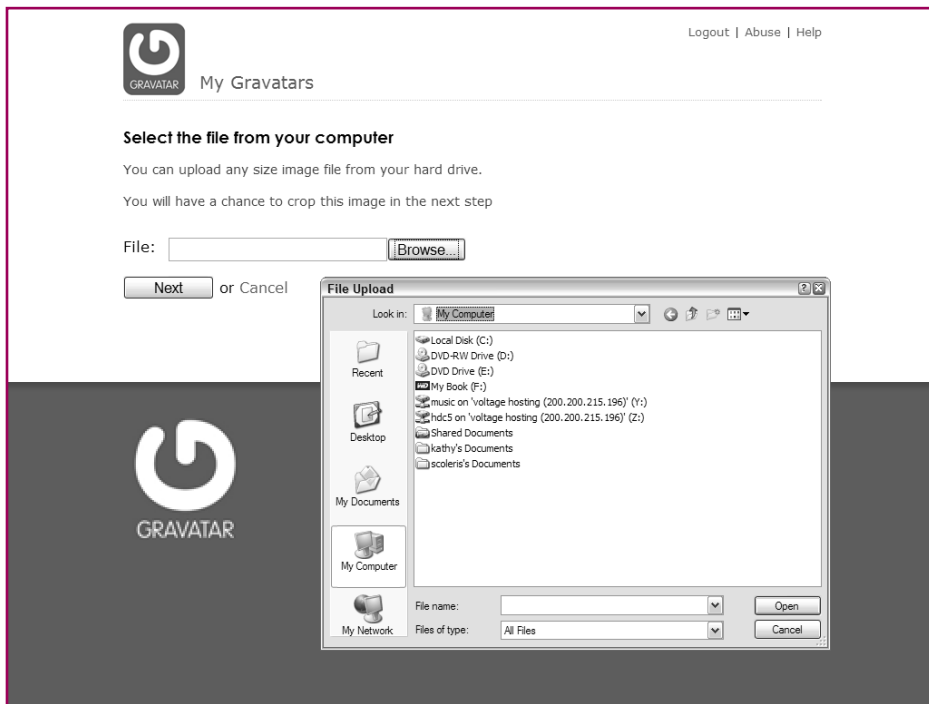 Logout | Abuse | Help
GRAVATAR
My Gravatars
Select the file from your computer
You can upload any size image file from your hard drive.
You will have a chance to crop this image in the next step
File:
Browse...
Next or Cancel
File Upload
Look in: My Computer
Recent
Desktop
My Documents
My Computer
My Network
Local Disk (C:)
DVD-RW Drive (D:)
DVD Drive (E:)
WD My Book (F:)
music on 'voltage hosting (200.200.215.196)' (Y:)
hdc5 on 'voltage hosting (200.200.215.196)' (Z:)
Shared Documents
kathy's Documents
scoleris's Documents
File name:
Open
Files of type: All Files
Cancel
GRAVATAR